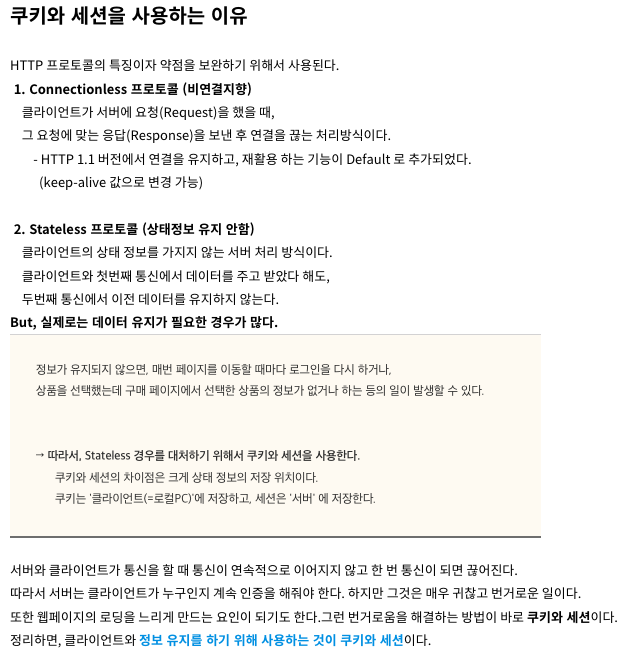 쿠키와 세션을 사용하는 이유
HTTP 프로토콜의 특징이자 약점을 보완하기 위해서 사용된다.
1. Connectionless 프로토콜 (비연결지향)
클라이언트가 서버에 요청(Request)을 했을 때,
그 요청에 맞는 응답(Response)을 보낸 후 연결을 끊는 처리방식이다.
- HTTP 1.1 버전에서 연결을 유지하고, 재활용 하는 기능이 Default 로 추가되었다.
(keep-alive 값으로 변경 가능)
2. Stateless 프로토콜 (상태정보 유지 안함)
클라이언트의 상태 정보를 가지지 않는 서버 처리 방식이다.
클라이언트와 첫번째 통신에서 데이터를 주고 받았다 해도,
두번째 통신에서 이전 데이터를 유지하지 않는다.
But, 실제로는 데이터 유지가 필요한 경우가 많다.
정보가 유지되지 않으면, 매번 페이지를 이동할 때마다 로그인을 다시 하거나,
상품을 선택했는데 구매 페이지에서 선택한 상품의 정보가 없거나 하는 등의 일이 발생할 수 있다.
→ 따라서, Stateless 경우를 대처하기 위해서 쿠키와 세션을 사용한다.
쿠키와 세션의 차이점은 크게 상태 정보의 저장 위치이다.
쿠키는 '클라이언트(=로컬PC)'에 저장하고, 세션은 '서버' 에 저장한다.
서버와 클라이언트가 통신을 할 때 통신이 연속적으로 이어지지 않고 한 번 통신이 되면 끊어진다.
따라서 서버는 클라이언트가 누구인지 계속 인증을 해줘야 한다. 하지만 그것은 매우 귀찮고 번거로운 일이다.
또한 웹페이지의 로딩을 느리게 만드는 요인이 되기도 한다.그런 번거로움을 해결하는 방법이 바로 쿠키와 세션이다.
정리하면, 클라이언트와 정보 유지를 하기 위해 사용하는 것이 쿠키와 세션이다.